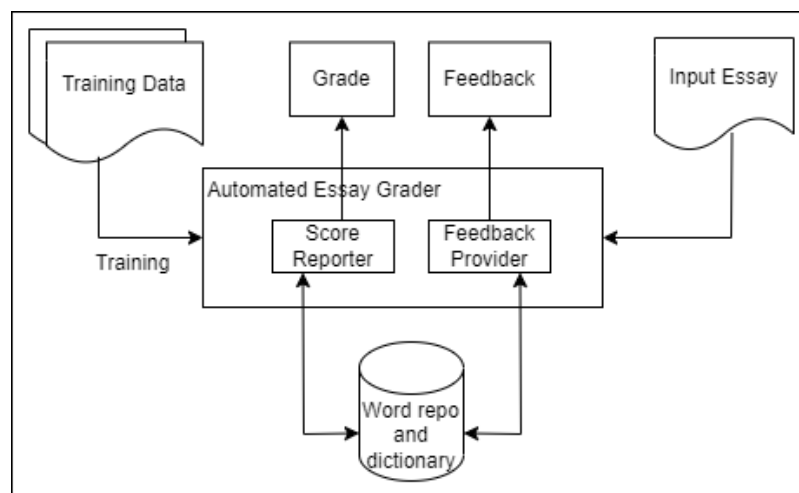 Training Data
Grade
Feedback
Input Essay
Automated Essay Grader
Score
Reporter
Feedback
Provider
Training
Word repo
and
dictionary